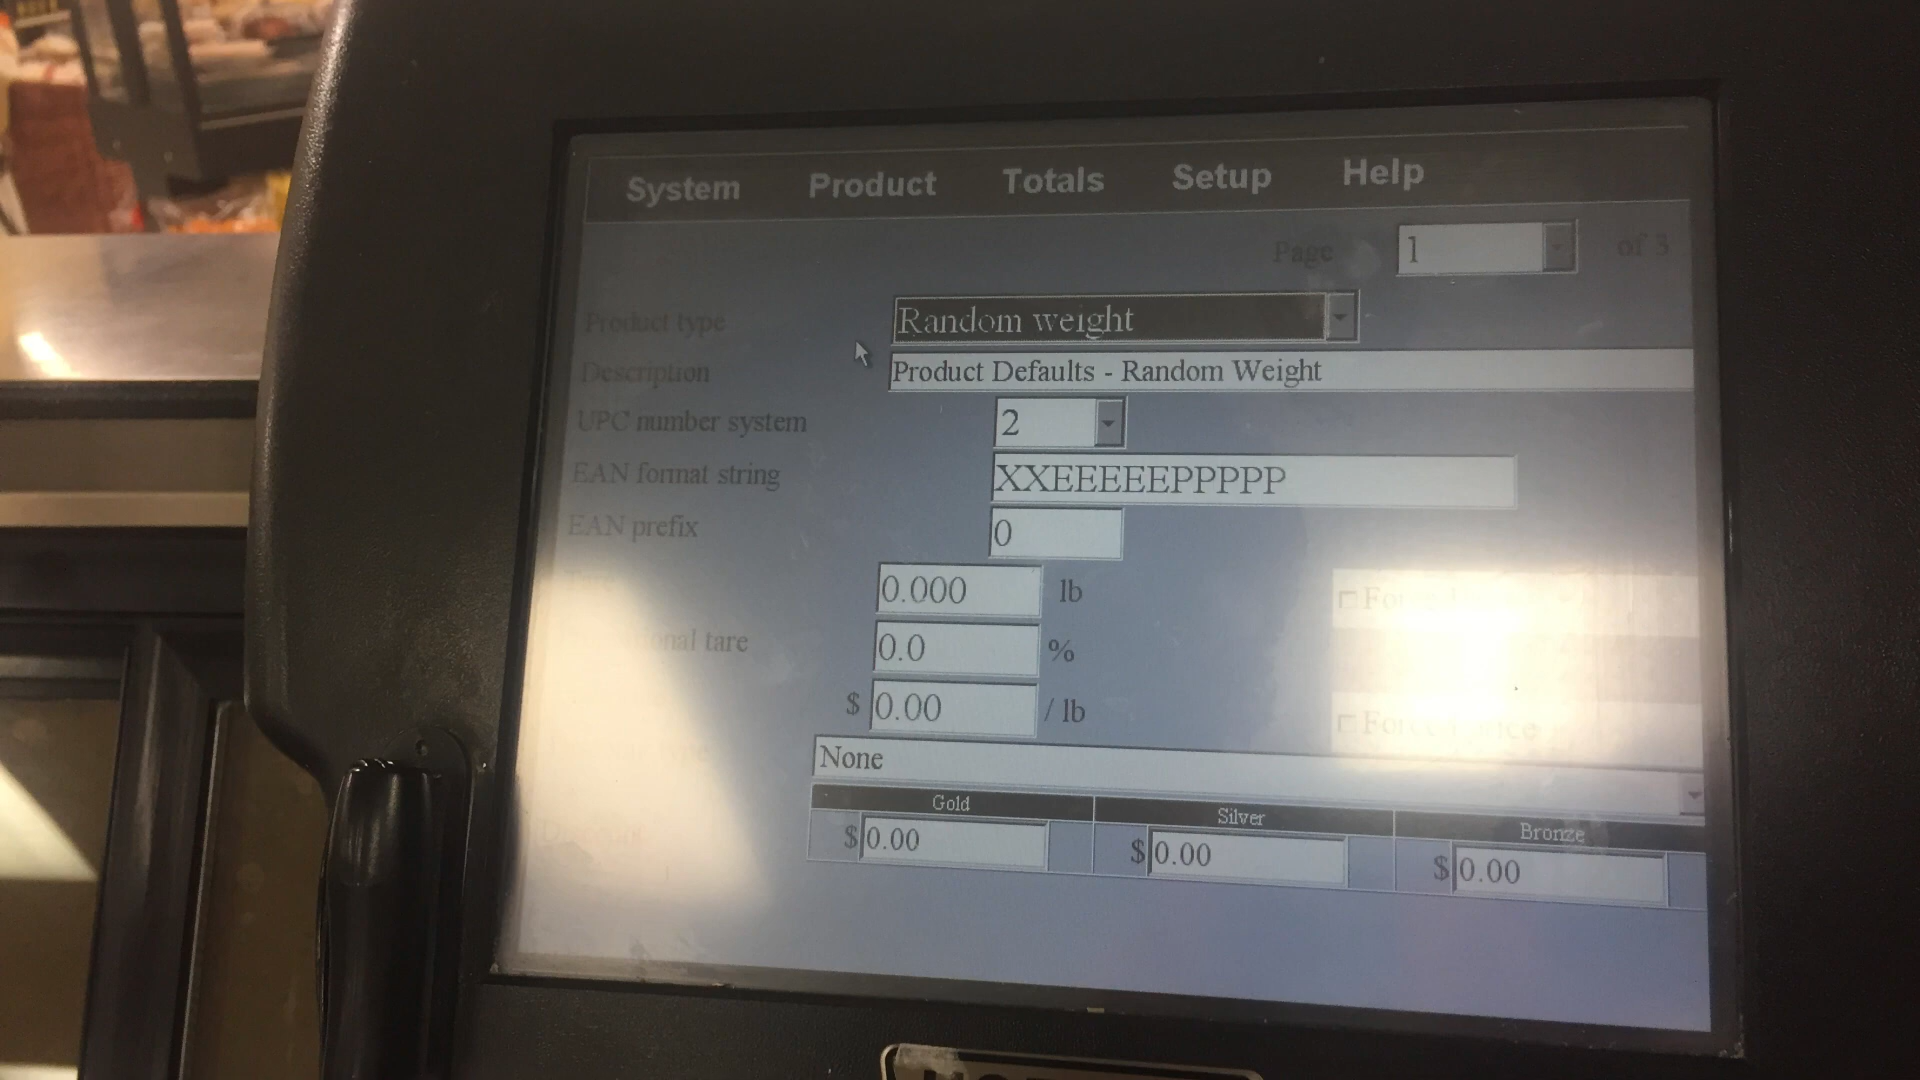 System Product Totals Setup Help
Page 1 of 3
Product type Random weight
Description Product Defaults - Random Weight
UPC number system 2
EAN format string XXEEEEEPPPPP
EAN prefix 0
0.000 lb
tare 0.0 %
$ 0.00 / lb
None
Gold Silver Bronze
$ 0.00 $ 0.00 $ 0.00